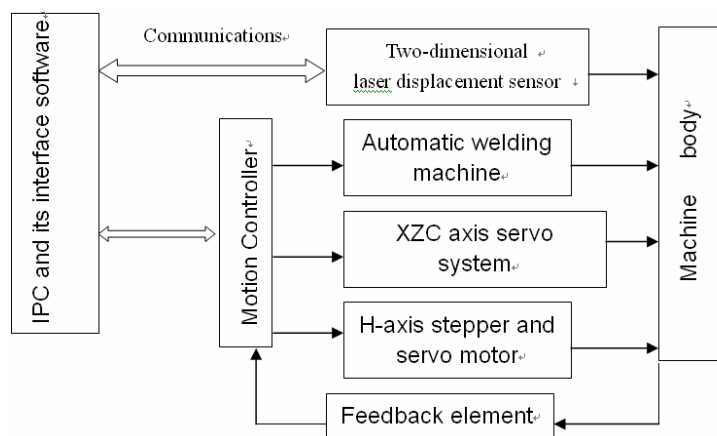 Communications
Two-dimensional
laser displacement sensor
IPC and its interface software
Motion Controller
Automatic welding
machine
XZC axis servo
system
H-axis stepper and
servo motor
Feedback element
Machine body